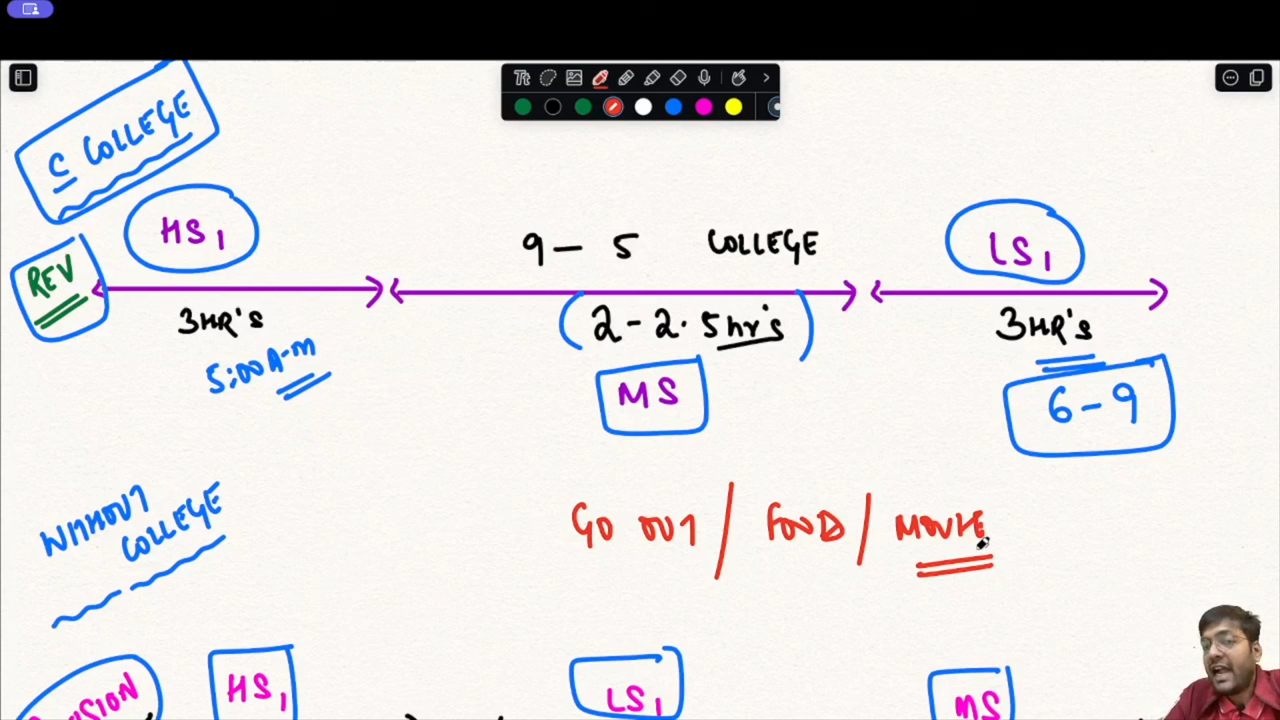 C COLLEGE
HS1
9 - 5 COLLEGE
LS1
REV
3HR'S
(2 - 2.5hr's)
3HR'S
5:00A-m
MS
6 - 9
WITHOUT
COLLEGE
GO OUT / FOOD / MOVIE
HS1
LS1
MS